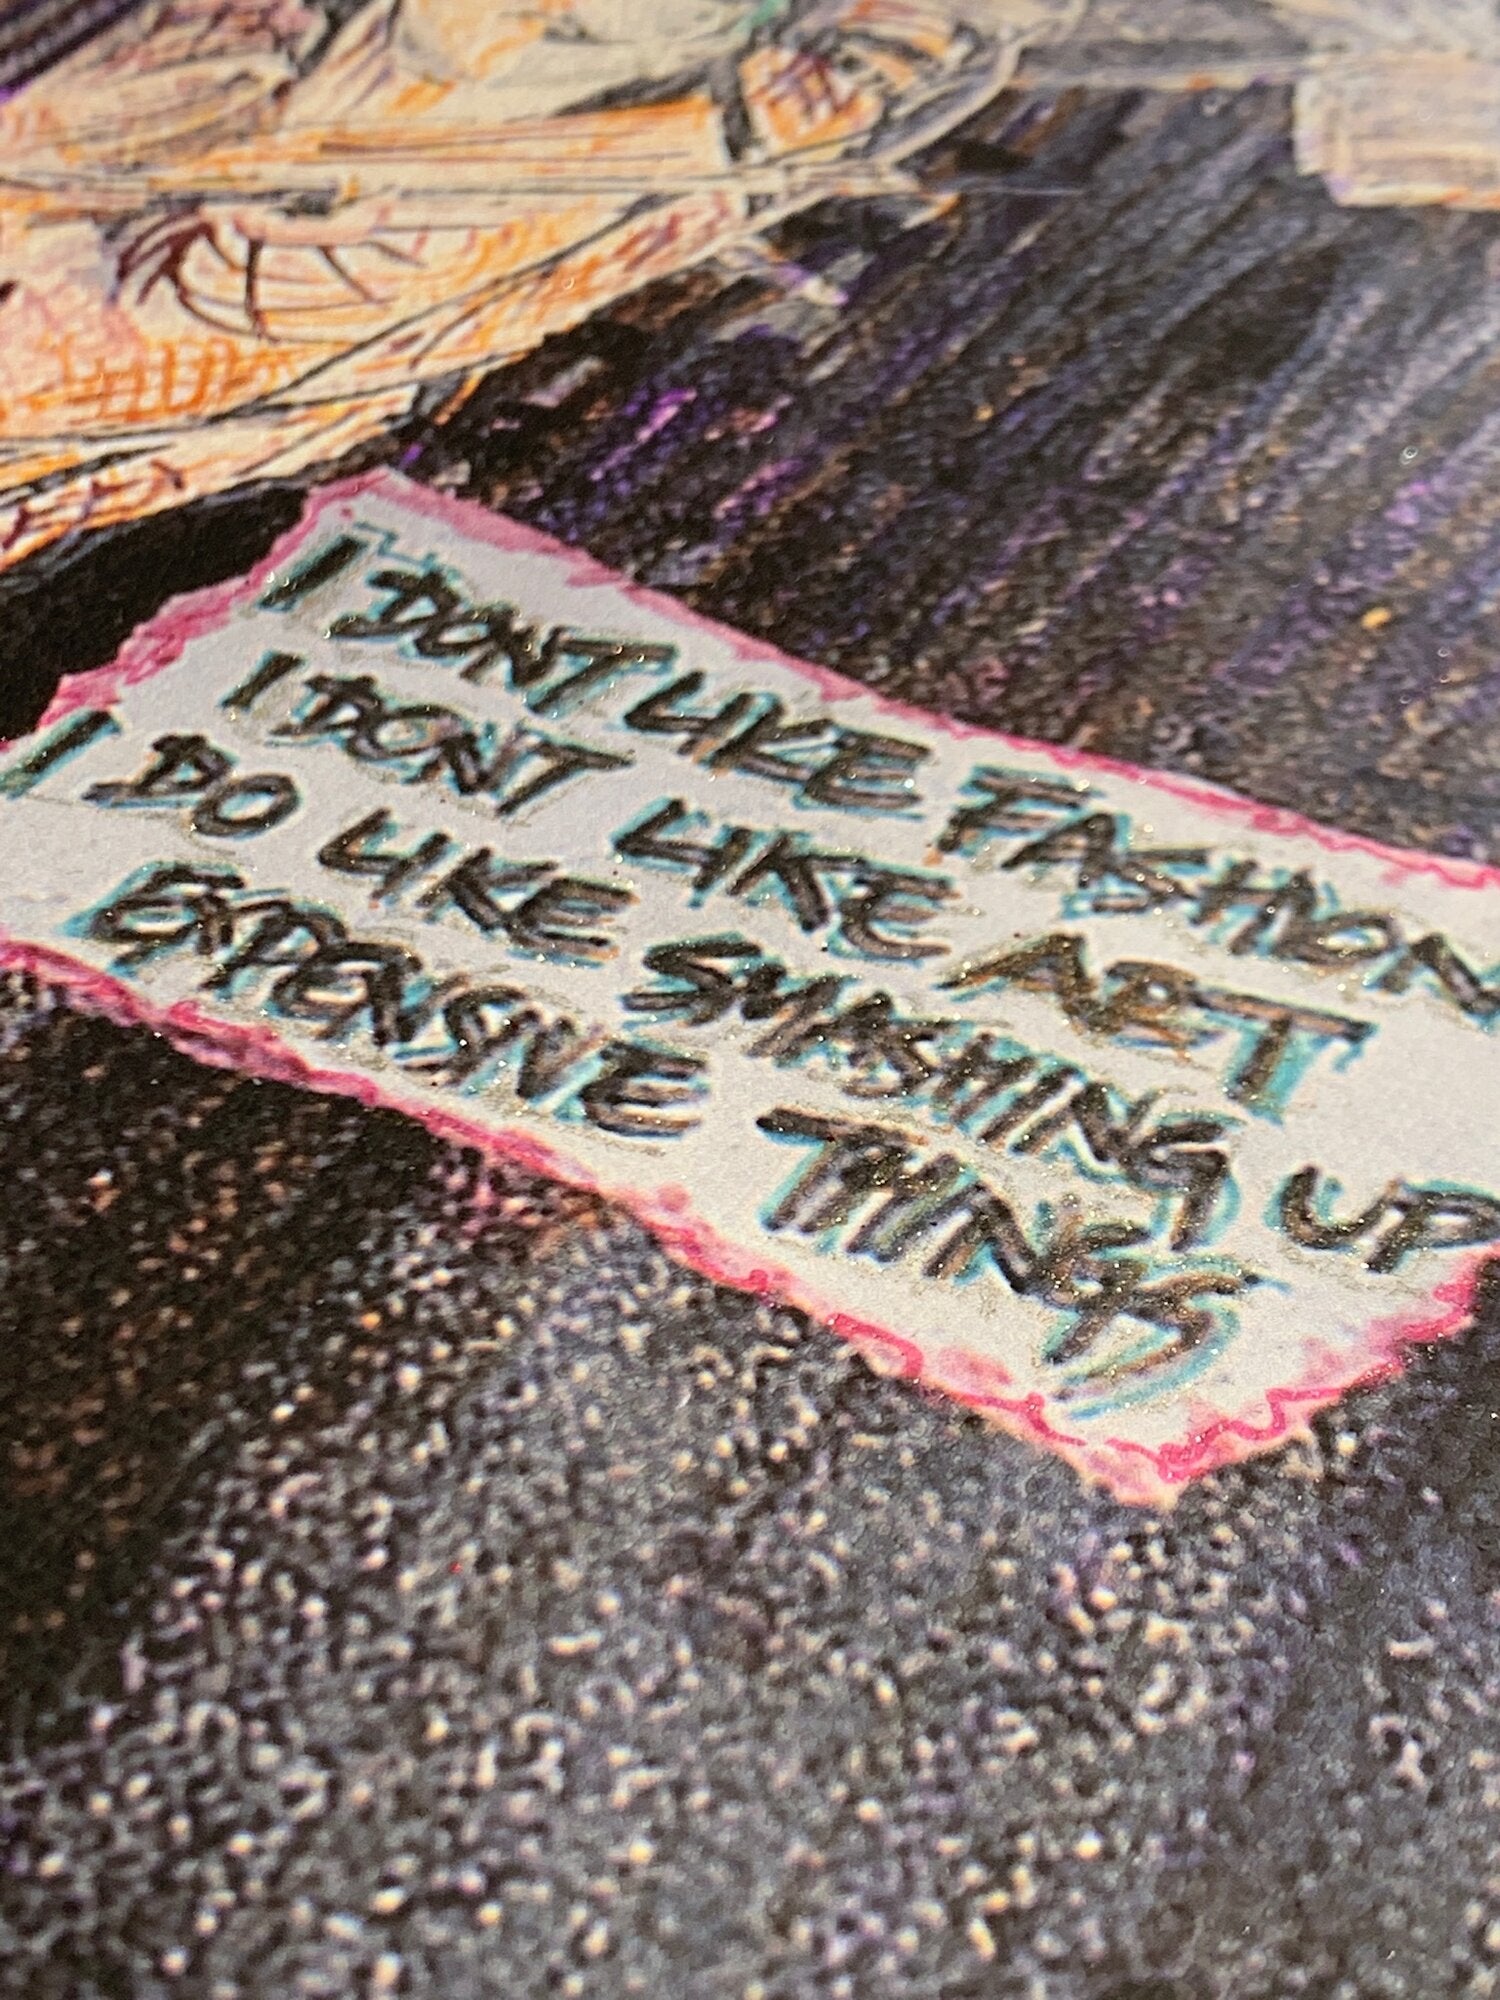 I DONT LIKE FASHION
I DONT LIKE ART
I DO LIKE SMASHING UP
EXPENSIVE THINGS